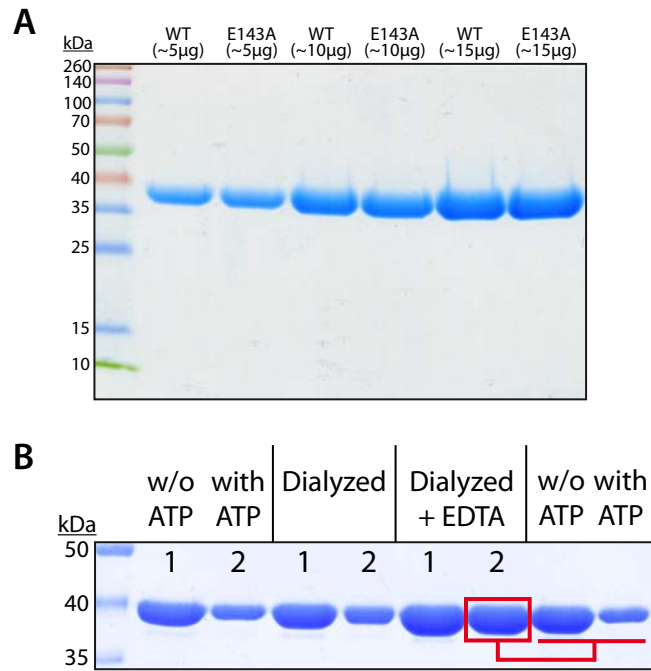 A
kDa
WT E143A WT E143A WT E143A
(~5µg) (~5µg) (~10µg) (~10µg) (~15µg) (~15µg)
260
140
100
70
50
40
35
25
15
10
B
w/o with Dialyzed Dialyzed w/o with
ATP ATP + EDTA ATP ATP
kDa
50 1 2 1 2 1 2
40
35